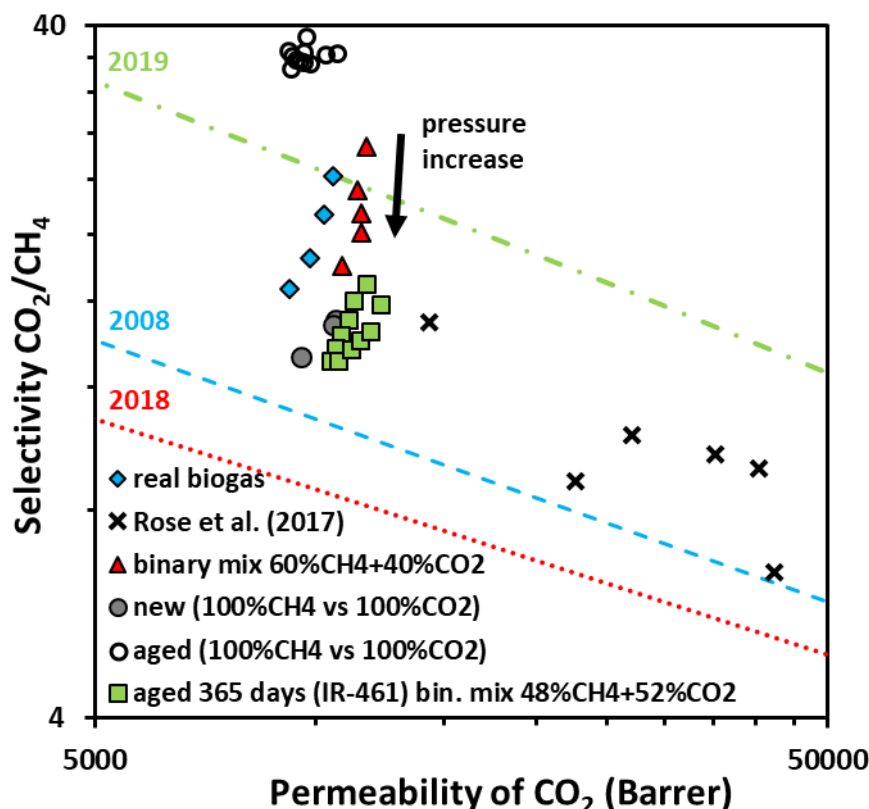 40
2019
pressure
increase
Selectivity CO₂/CH₄
2008
2018
real biogas
Rose et al. (2017)
binary mix 60%CH4+40%CO2
new (100%CH4 vs 100%CO2)
aged (100%CH4 vs 100%CO2)
aged 365 days (IR-461) bin. mix 48%CH4+52%CO2
4
5000
50000
Permeability of CO₂ (Barrer)